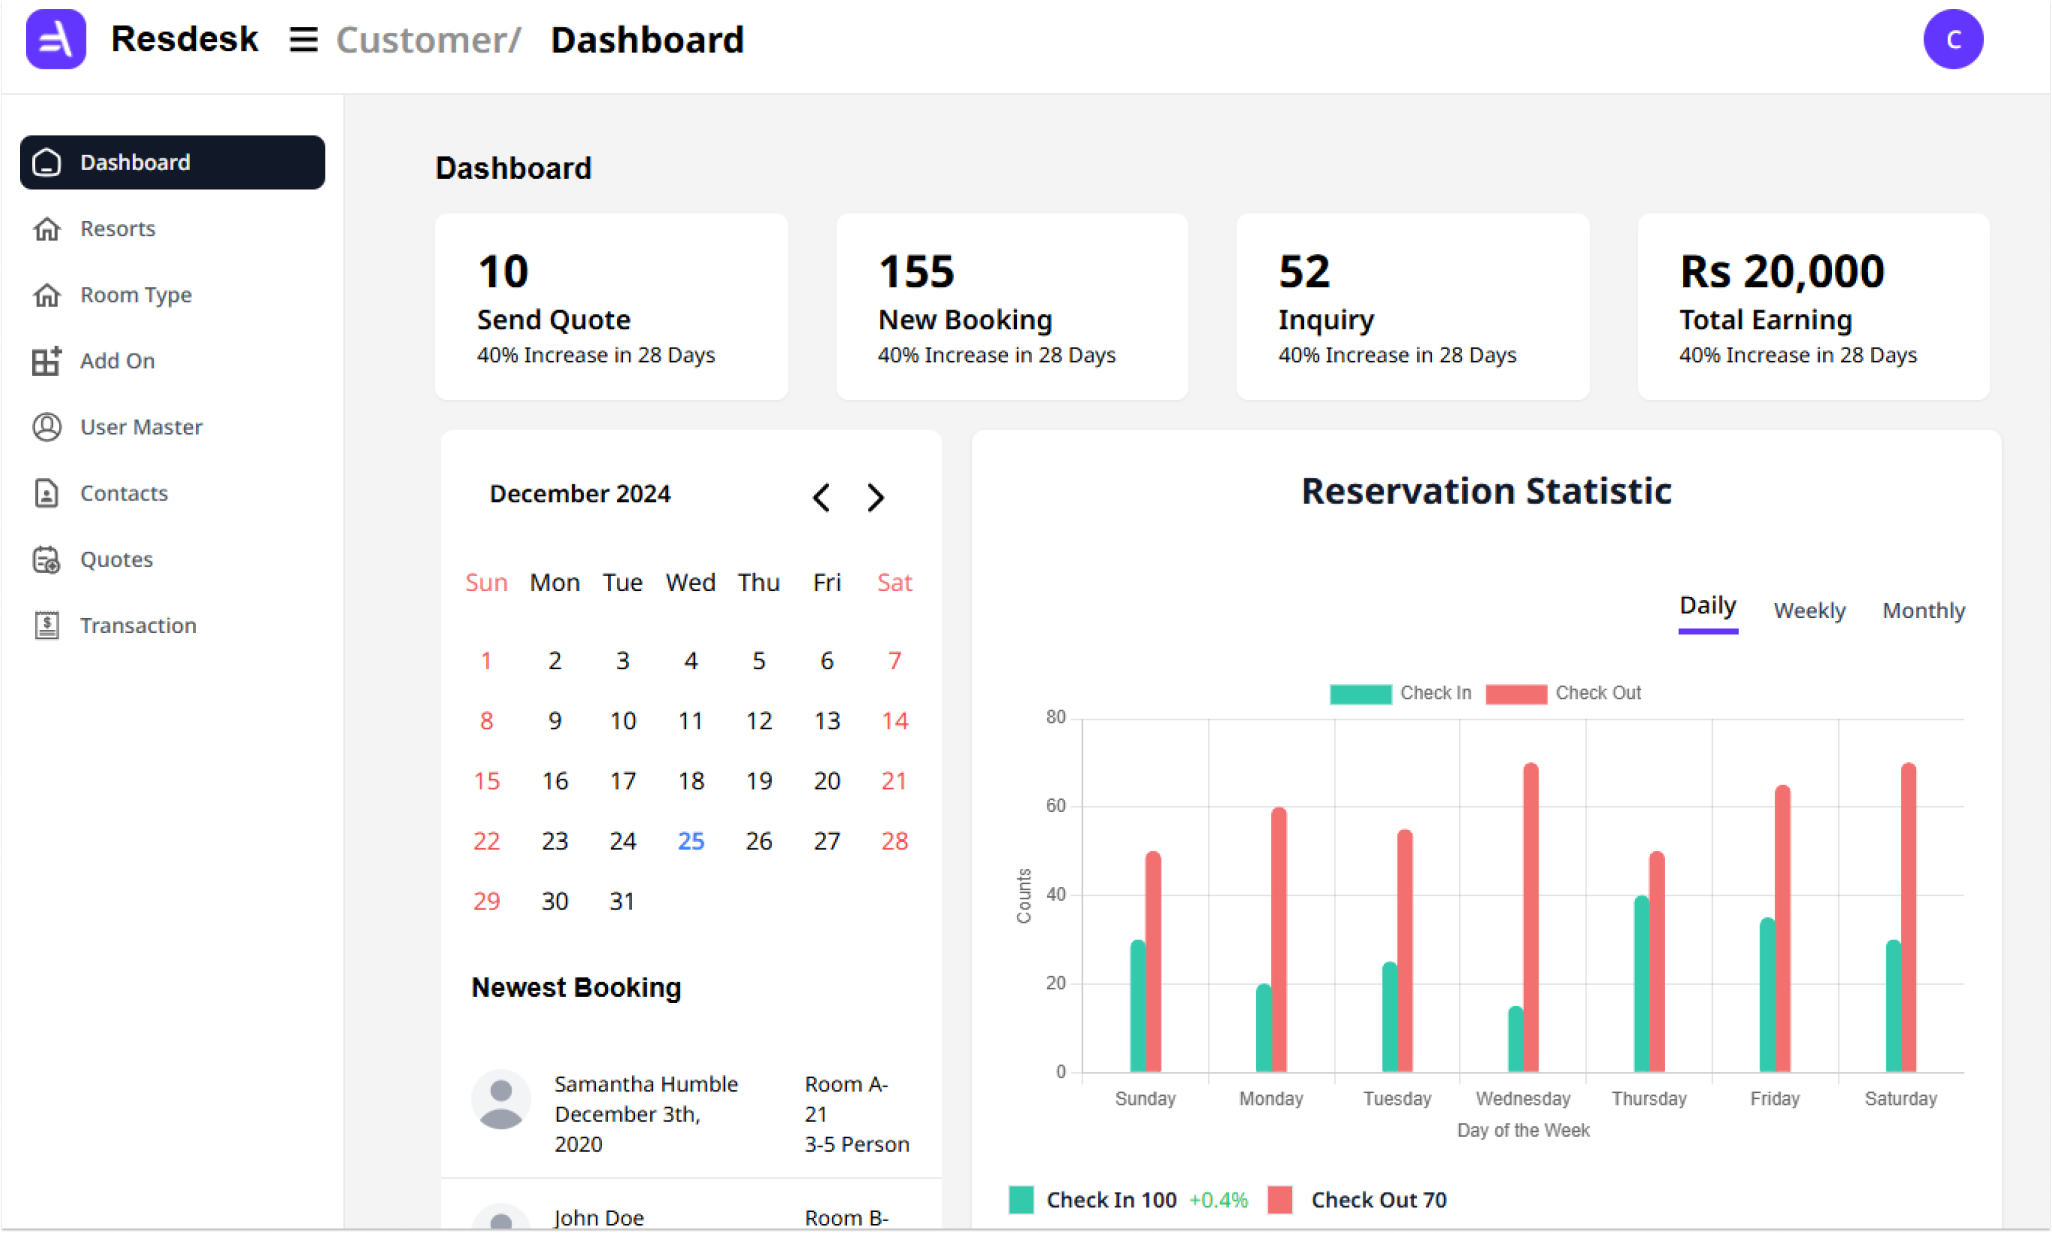 Resdesk
Customer/ Dashboard
C
Dashboard
Resorts
Room Type
Add On
User Master
Contacts
Quotes
Transaction
Dashboard
10
Send Quote
40% Increase in 28 Days
155
New Booking
40% Increase in 28 Days
52
Inquiry
40% Increase in 28 Days
Rs 20,000
Total Earning
40% Increase in 28 Days
December 2024
Sun Mon Tue Wed Thu Fri Sat
1 2 3 4 5 6 7
8 9 10 11 12 13 14
15 16 17 18 19 20 21
22 23 24 25 26 27 28
29 30 31
Newest Booking
Samantha Humble
December 3th,
2020
Room A-
21
3-5 Person
John Doe
Room B-
Reservation Statistic
Daily Weekly Monthly
Check In Check Out
80
60
40
20
0
Counts
Sunday Monday Tuesday Wednesday Thursday Friday Saturday
Day of the Week
Check In 100 +0.4% Check Out 70